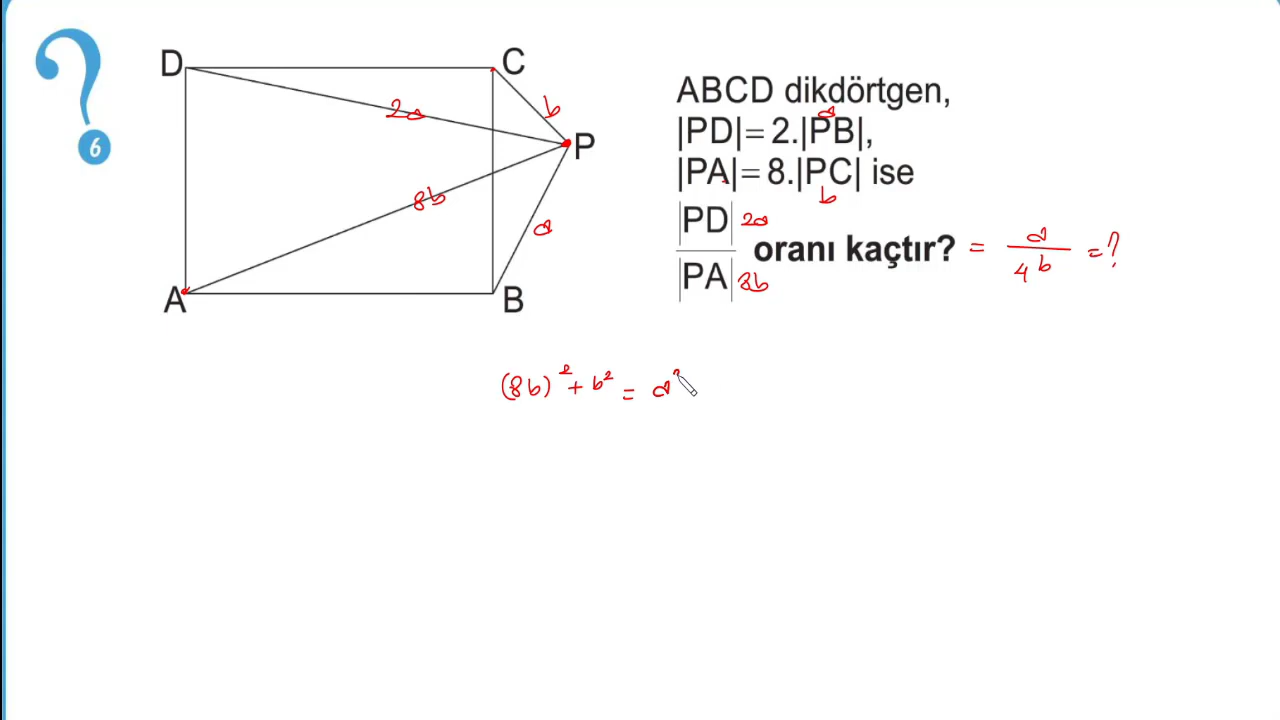 6
D
C
P
A
B
2a
b
8b
a
ABCD dikdörtgen,
a
|PD|= 2.|PB|,
|PA|= 8.|PC| ise
b
|PD| 2a
|PA| 8b
oranı kaçtır? = a / 4b = ?
(8b)² + b² = a²